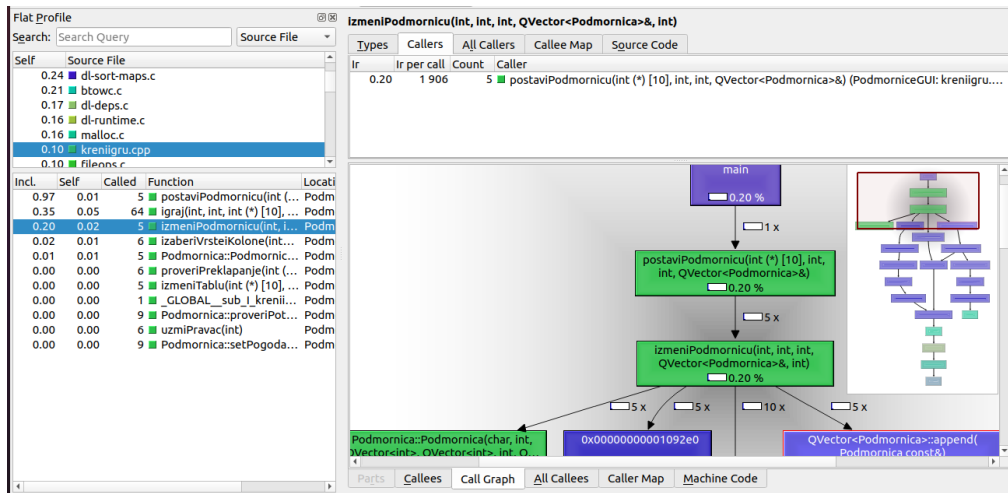 Flat Profile
Search: Search Query Source File
Self Source File
0.24 dl-sort-maps.c
0.21 btowc.c
0.17 dl-deps.c
0.16 dl-runtime.c
0.16 malloc.c
0.10 kreniigru.cpp
0.10 fileops.c
Incl. Self Called Function Locati
0.97 0.01 5 postaviPodmornicu(int (... Podm
0.35 0.05 64 igraj(int, int, int (*) [10], ... Podm
0.20 0.02 5 izmeniPodmornicu(int, i... Podm
0.02 0.01 6 izaberiVrsteiKolone(int... Podm
0.01 0.01 5 Podmornica::Podmornic... Podm
0.00 0.00 6 proveriPreklapanje(int (... Podm
0.00 0.00 5 izmeniTablu(int (*) [10], ... Podm
0.00 0.00 1 _GLOBAL__sub_I_krenii... Podm
0.00 0.00 9 Podmornica::proveriPot... Podm
0.00 0.00 6 uzmiPravac(int) Podm
0.00 0.00 9 Podmornica::setPogoda... Podm
izmeniPodmornicu(int, int, int, QVector<Podmornica>&, int)
Types Callers All Callers Callee Map Source Code
Ir Ir per call Count Caller
0.20 1 906 5 postaviPodmornicu(int (*) [10], int, int, QVector<Podmornica>&) (PodmorniceGUI: kreniigru....
main
0.20 %
1 x
postaviPodmornicu(int (*) [10], int,
int, QVector<Podmornica>&)
0.20 %
5 x
izmeniPodmornicu(int, int, int,
QVector<Podmornica>&, int)
0.20 %
5 x 5 x 10 x 5 x
Podmornica::Podmornica(char, int,
QVector<int>, QVector<int>, int, Q...
0x00000000001092e0
QVector<Podmornica>::append(
Podmornica const&)
Parts Callees Call Graph All Callees Caller Map Machine Code